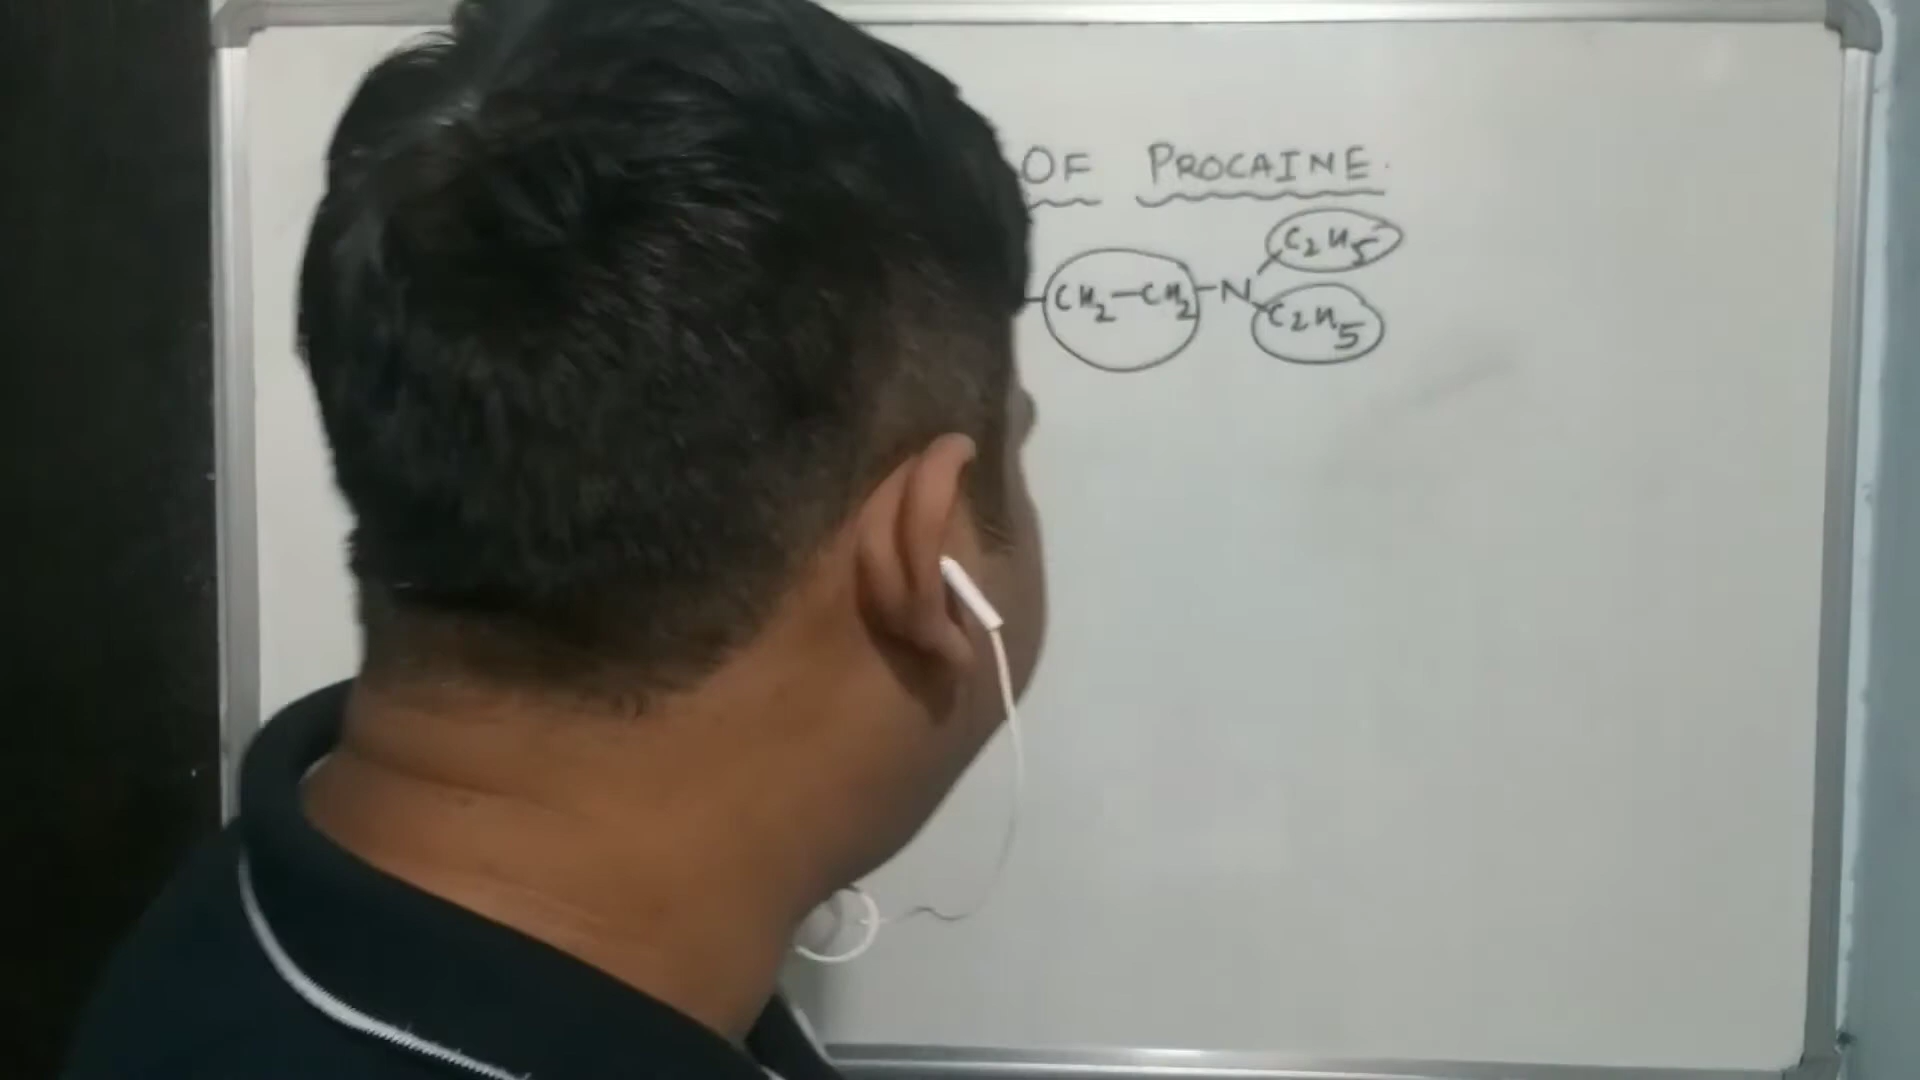 OF PROCAINE.
-CH₂-CH₂-N
C₂H₅
C₂H₅